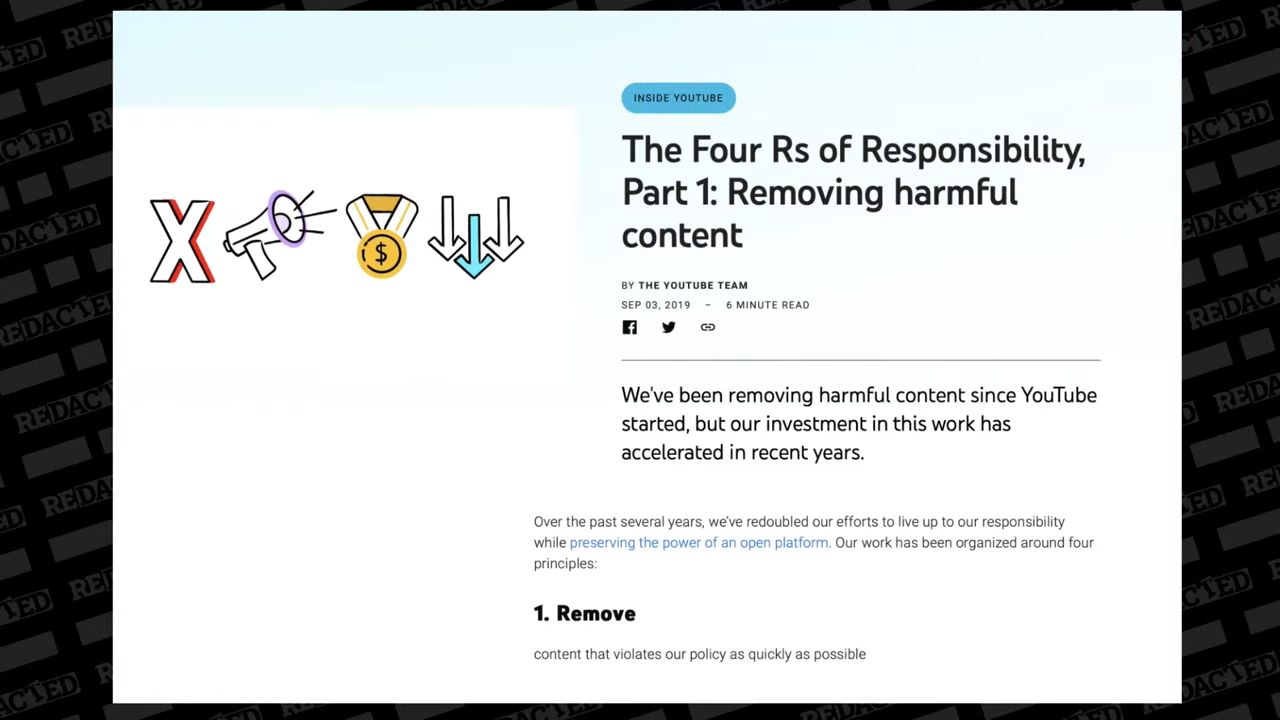 INSIDE YOUTUBE
The Four Rs of Responsibility,
Part 1: Removing harmful
content
BY THE YOUTUBE TEAM
SEP 03, 2019 – 6 MINUTE READ
We've been removing harmful content since YouTube
started, but our investment in this work has
accelerated in recent years.
Over the past several years, we've redoubled our efforts to live up to our responsibility
while preserving the power of an open platform. Our work has been organized around four
principles:
1. Remove
content that violates our policy as quickly as possible
X
$
REDACTED
REDACTED
REDACTED
REDACTED